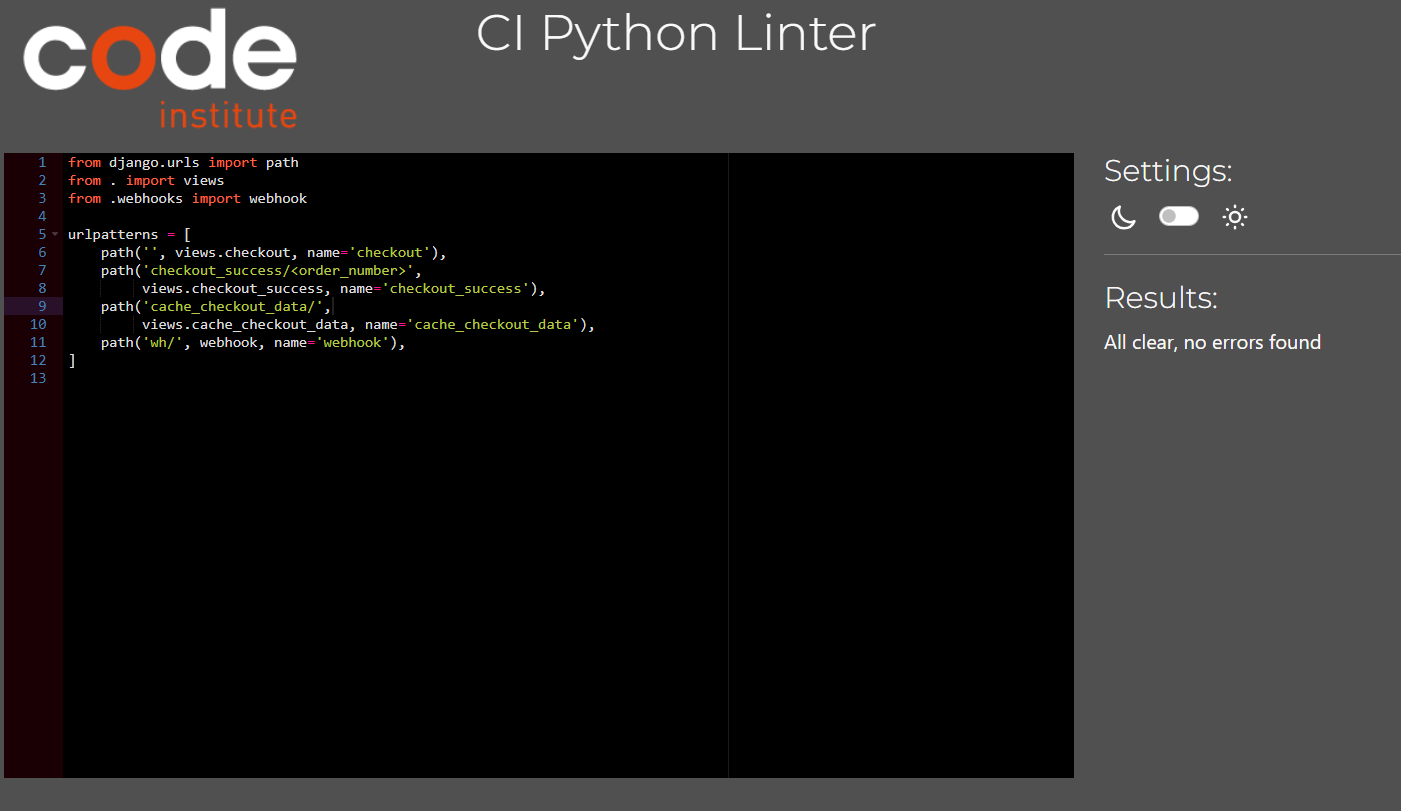 code
institute
CI Python Linter
1 from django.urls import path
2 from . import views
3 from .webhooks import webhook
4
5 urlpatterns = [
6     path('', views.checkout, name='checkout'),
7     path('checkout_success/<order_number>',
8          views.checkout_success, name='checkout_success'),
9     path('cache_checkout_data/',
10          views.cache_checkout_data, name='cache_checkout_data'),
11     path('wh/', webhook, name='webhook'),
12 ]
13
Settings:
Results:
All clear, no errors found